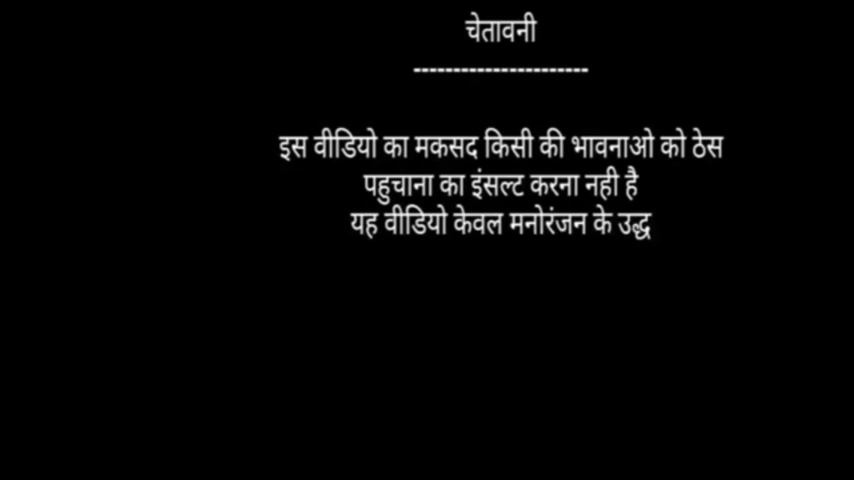 चेतावनी
----------------------
इस वीडियो का मकसद किसी की भावनाओ को ठेस
पहुचाना का इंसल्ट करना नही है
यह वीडियो केवल मनोरंजन के उद्ध